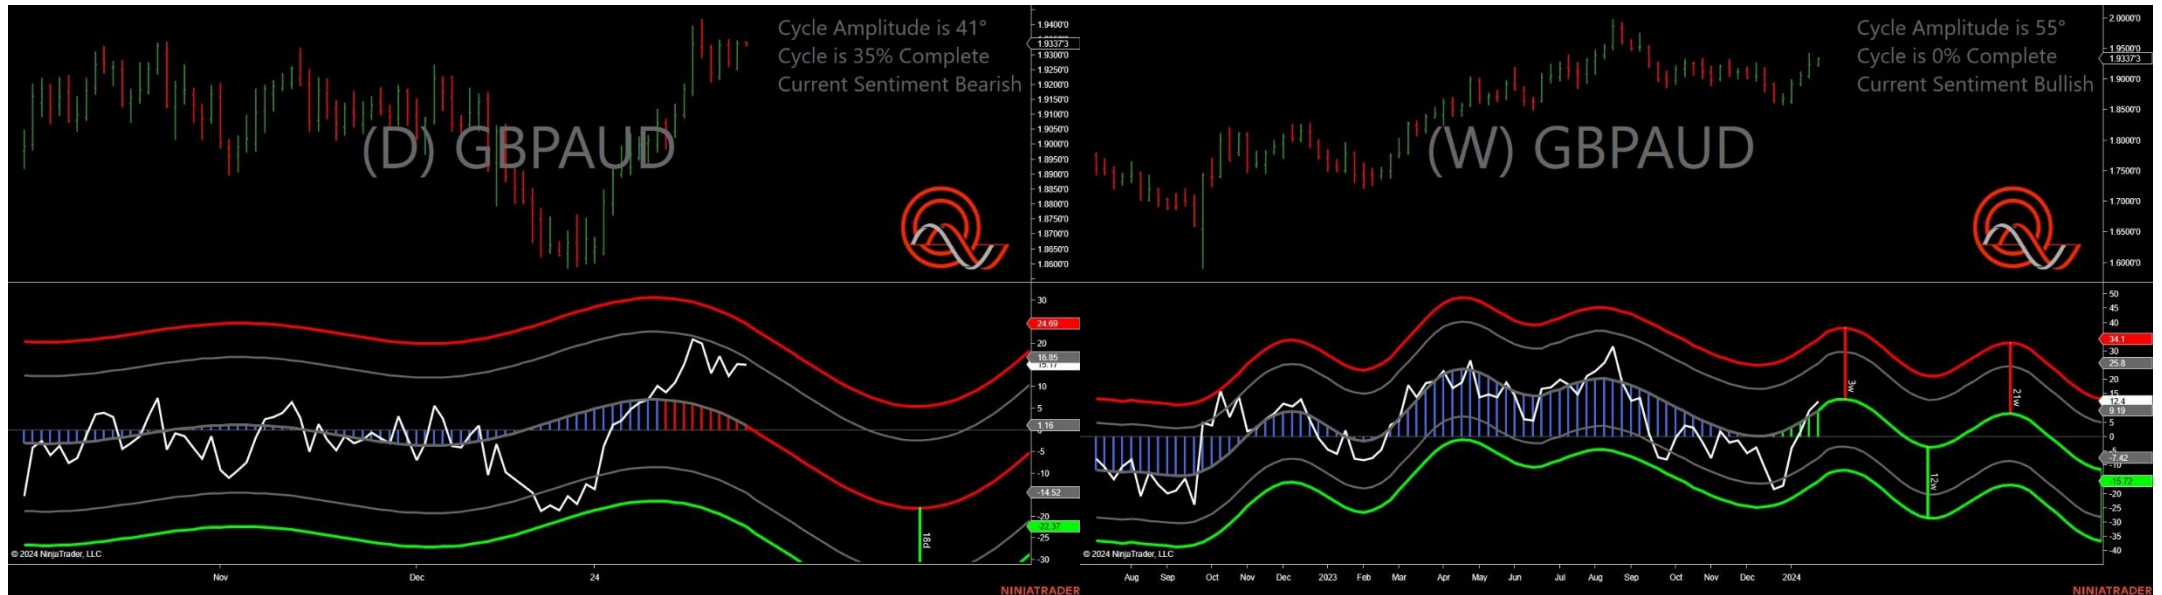 Cycle Amplitude is 41°
Cycle is 35% Complete
Current Sentiment Bearish
(D) GBPAUD
1.9400'0
1.9337'3
1.9300'0
1.9250'0
1.9200'0
1.9150'0
1.9100'0
1.9050'0
1.9000'0
1.8950'0
1.8900'0
1.8850'0
1.8800'0
1.8750'0
1.8700'0
1.8650'0
1.8600'0
30
24.69
20
16.85
15.17
10
5
1.16
-5
-10
-14.52
-20
-22.37
-25
-30
18d
© 2024 NinjaTrader, LLC
Nov
Dec
24
NINJATRADER
Cycle Amplitude is 55°
Cycle is 0% Complete
Current Sentiment Bullish
(W) GBPAUD
2.0000'0
1.9500'0
1.9337'3
1.9000'0
1.8500'0
1.8000'0
1.7500'0
1.7000'0
1.6500'0
1.6000'0
50
45
40
34.1
30
25.8
20
15
12.4
9.19
5
0
-7.42
-10
-15.72
-20
-25
-30
-35
-40
3w
12w
21w
© 2024 NinjaTrader, LLC
Aug
Sep
Oct
Nov
Dec
2023
Feb
Mar
Apr
May
Jun
Jul
Aug
Sep
Oct
Nov
Dec
2024
NINJATRADER